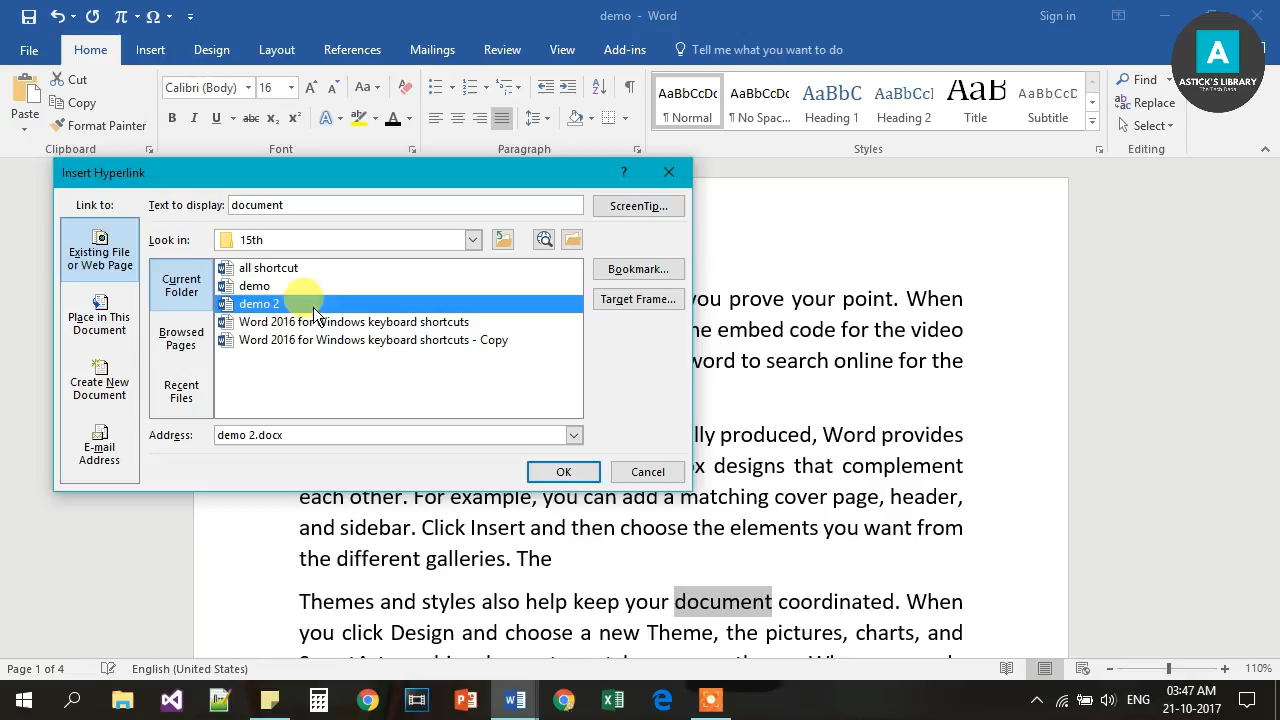 demo - Word
Sign in
File Home Insert Design Layout References Mailings Review View Add-ins Tell me what you want to do
A
ASTICK'S LIBRARY
The Tech Data
Paste
Cut
Copy
Format Painter
Clipboard
Calibri (Body) 16
Aa
B I U abc x₂ x² A A
Font
Paragraph
AaBbCcDc AaBbCcDc AaBbC AaBbCcI AaBb AaBbCcD
¶ Normal ¶ No Spac... Heading 1 Heading 2 Title Subtitle
Styles
Find
Replace
Select
Editing
Insert Hyperlink
?
Link to:
Text to display: document
ScreenTip...
Existing File
or Web Page
Place in This
Document
Create New
Document
E-mail
Address
Look in: 15th
Current
Folder
Browsed
Pages
Recent
Files
all shortcut
demo
demo 2
Word 2016 for Windows keyboard shortcuts
Word 2016 for Windows keyboard shortcuts - Copy
Bookmark...
Target Frame...
Address: demo 2.docx
OK Cancel
you prove your point. When
ne embed code for the video
word to search online for the
lly produced, Word provides
ox designs that complement
each other. For example, you can add a matching cover page, header,
and sidebar. Click Insert and then choose the elements you want from
the different galleries. The
Themes and styles also help keep your document coordinated. When
you click Design and choose a new Theme, the pictures, charts, and
Page 1 of 4 English (United States)
110%
ENG
03:47 AM
21-10-2017